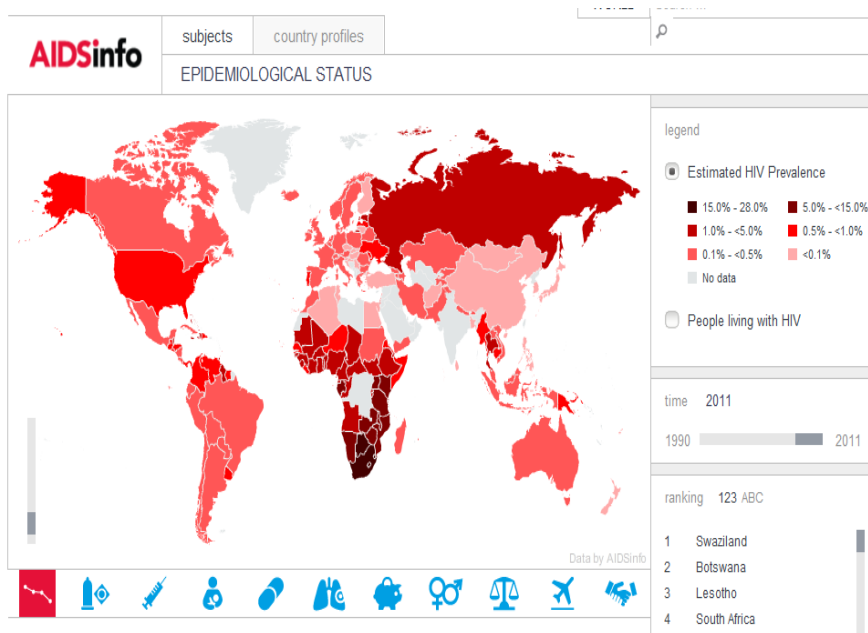 AIDSinfo
subjects
country profiles
EPIDEMIOLOGICAL STATUS
legend
Estimated HIV Prevalence
15.0% - 28.0%
5.0% - <15.0%
1.0% - <5.0%
0.5% - <1.0%
0.1% - <0.5%
<0.1%
No data
People living with HIV
time 2011
1990 2011
ranking 123 ABC
1 Swaziland
2 Botswana
3 Lesotho
4 South Africa
Data by AIDSinfo